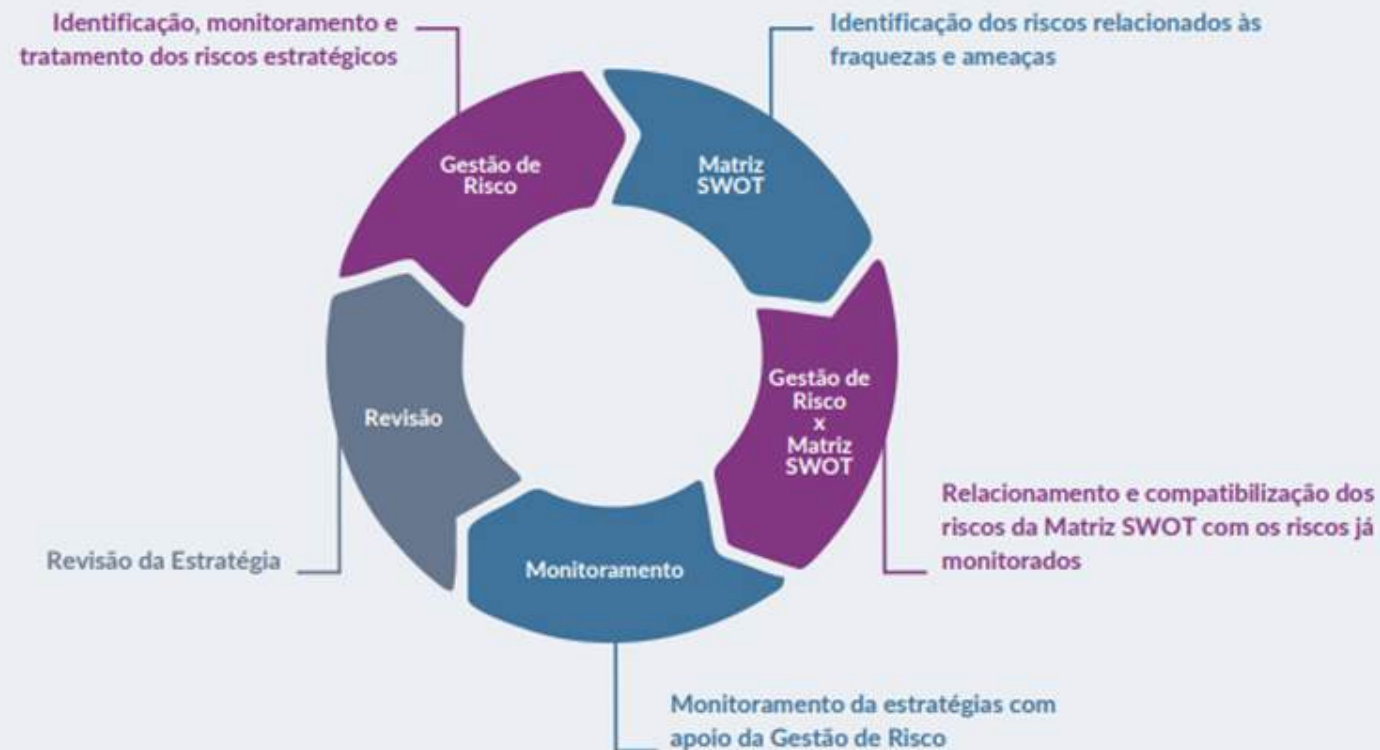 Identificação, monitoramento e
tratamento dos riscos estratégicos
Identificação dos riscos relacionados às
fraquezas e ameaças
Gestão de
Risco
Matriz
SWOT
Gestão de
Risco
x
Matriz
SWOT
Relacionamento e compatibilização dos
riscos da Matriz SWOT com os riscos já
monitorados
Monitoramento
Monitoramento da estratégias com
apoio da Gestão de Risco
Revisão
Revisão da Estratégia